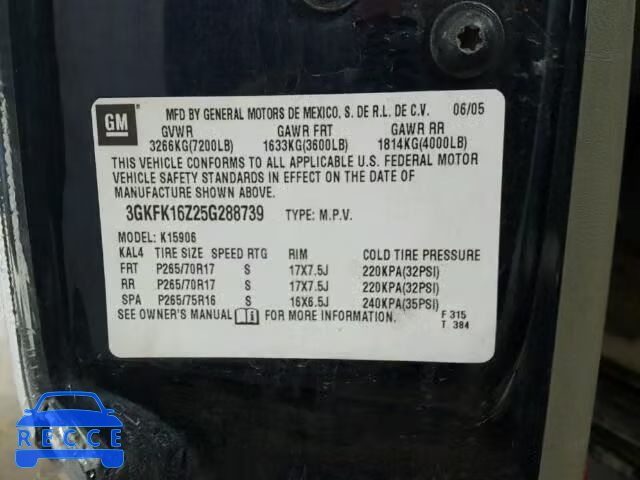 GM
MFD BY GENERAL MOTORS DE MEXICO, S. DE R.L. DE C.V. 06/05
GVWR GAWR FRT GAWR RR
3266KG(7200LB) 1633KG(3600LB) 1814KG(4000LB)
THIS VEHICLE CONFORMS TO ALL APPLICABLE U.S. FEDERAL MOTOR
VEHICLE SAFETY STANDARDS IN EFFECT ON THE DATE OF
MANUFACTURE SHOWN ABOVE.
3GKFK16Z25G288739 TYPE: M.P.V.
MODEL: K15906
KAL4 TIRE SIZE SPEED RTG RIM COLD TIRE PRESSURE
FRT P265/70R17 S 17X7.5J 220KPA(32PSI)
RR P265/70R17 S 17X7.5J 220KPA(32PSI)
SPA P265/75R16 S 16X6.5J 240KPA(35PSI)
SEE OWNER'S MANUAL FOR MORE INFORMATION.
F 315
T 384
RECCE